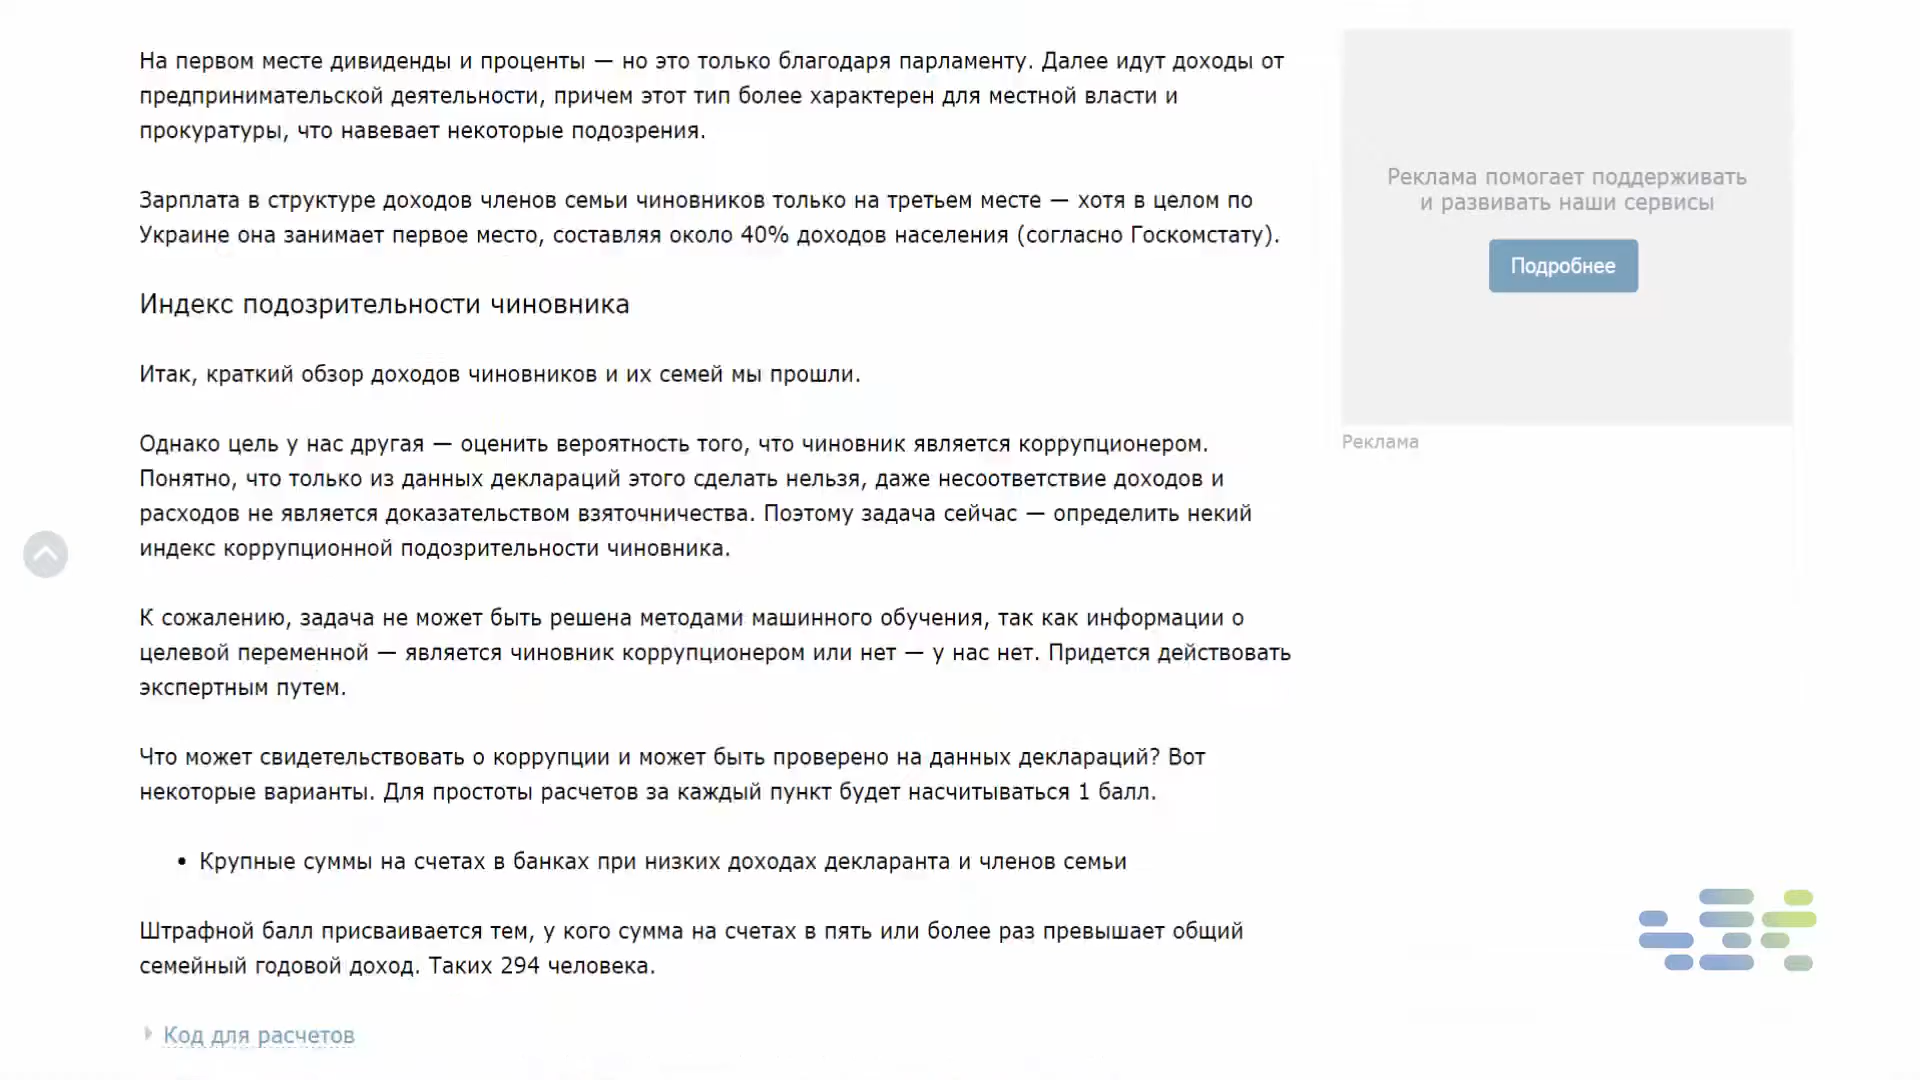 На первом месте дивиденды и проценты — но это только благодаря парламенту. Далее идут доходы от
предпринимательской деятельности, причем этот тип более характерен для местной власти и
прокуратуры, что навевает некоторые подозрения.
Зарплата в структуре доходов членов семьи чиновников только на третьем месте — хотя в целом по
Украине она занимает первое место, составляя около 40% доходов населения (согласно Госкомстату).
Индекс подозрительности чиновника
Итак, краткий обзор доходов чиновников и их семей мы прошли.
Однако цель у нас другая — оценить вероятность того, что чиновник является коррупционером.
Понятно, что только из данных деклараций этого сделать нельзя, даже несоответствие доходов и
расходов не является доказательством взяточничества. Поэтому задача сейчас — определить некий
индекс коррупционной подозрительности чиновника.
К сожалению, задача не может быть решена методами машинного обучения, так как информации о
целевой переменной — является чиновник коррупционером или нет — у нас нет. Придется действовать
экспертным путем.
Что может свидетельствовать о коррупции и может быть проверено на данных деклараций? Вот
некоторые варианты. Для простоты расчетов за каждый пункт будет насчитываться 1 балл.
• Крупные суммы на счетах в банках при низких доходах декларанта и членов семьи
Штрафной балл присваивается тем, у кого сумма на счетах в пять или более раз превышает общий
семейный годовой доход. Таких 294 человека.
Код для расчетов
Реклама помогает поддерживать
и развивать наши сервисы
Подробнее
Реклама